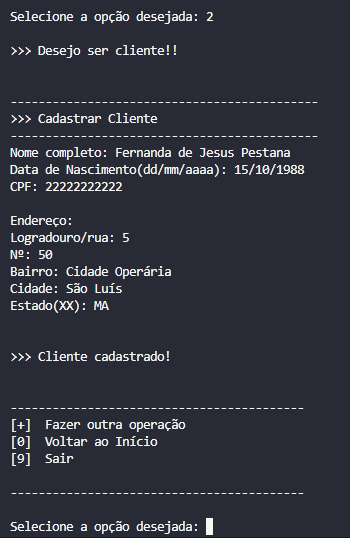 Selecione a opção desejada: 2
>>> Desejo ser cliente!!
--------------------------------------------
>>> Cadastrar Cliente
--------------------------------------------
Nome completo: Fernanda de Jesus Pestana
Data de Nascimento(dd/mm/aaaa): 15/10/1988
CPF: 22222222222
Endereço:
Logradouro/rua: 5
Nº: 50
Bairro: Cidade Operária
Cidade: São Luís
Estado(XX): MA
>>> Cliente cadastrado!
------------------------------------------
[+]  Fazer outra operação
[0]  Voltar ao Início
[9]  Sair
------------------------------------------
Selecione a opção desejada: